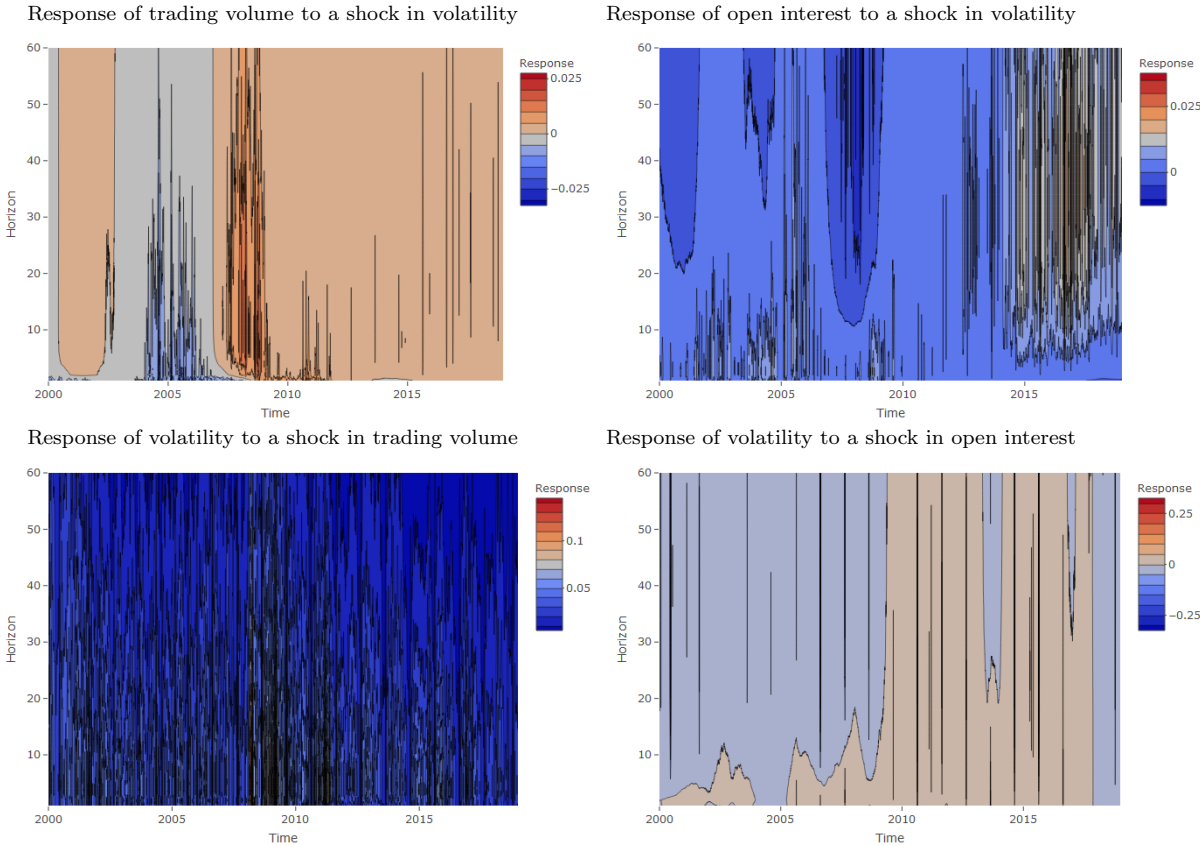 Response of trading volume to a shock in volatility
Response
60
50
40
30
20
10
Horizon
0.025
0
−0.025
2000 2005 2010 2015
Time
Response of open interest to a shock in volatility
Response
60
50
40
30
20
10
Horizon
0.025
0
2000 2005 2010 2015
Time
Response of volatility to a shock in trading volume
Response
60
50
40
30
20
10
Horizon
0.1
0.05
2000 2005 2010 2015
Time
Response of volatility to a shock in open interest
Response
60
50
40
30
20
10
Horizon
0.25
0
−0.25
2000 2005 2010 2015
Time